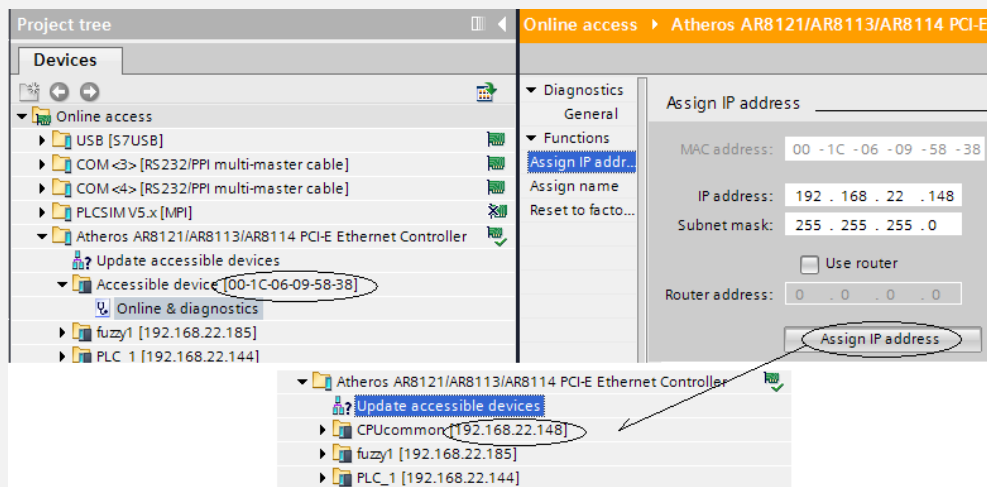 Project tree
Devices
Online access
USB [S7USB]
COM <3> [RS232/PPI multi-master cable]
COM <4> [RS232/PPI multi-master cable]
PLCSIM V5.x [MPI]
Atheros AR8121/AR8113/AR8114 PCI-E Ethernet Controller
Update accessible devices
Accessible device [00-1C-06-09-58-38]
Online & diagnostics
fuzzy1 [192.168.22.185]
PLC_1 [192.168.22.144]
Online access Atheros AR8121/AR8113/AR8114 PCI-E
Diagnostics
General
Functions
Assign IP addr...
Assign name
Reset to facto...
Assign IP address
MAC address: 00 -1C -06 -09 -58 -38
IP address: 192 . 168 . 22 . 148
Subnet mask: 255 . 255 . 255 . 0
Use router
Router address: 0 . 0 . 0 . 0
Assign IP address
Atheros AR8121/AR8113/AR8114 PCI-E Ethernet Controller
Update accessible devices
CPUcommon [192.168.22.148]
fuzzy1 [192.168.22.185]
PLC_1 [192.168.22.144]